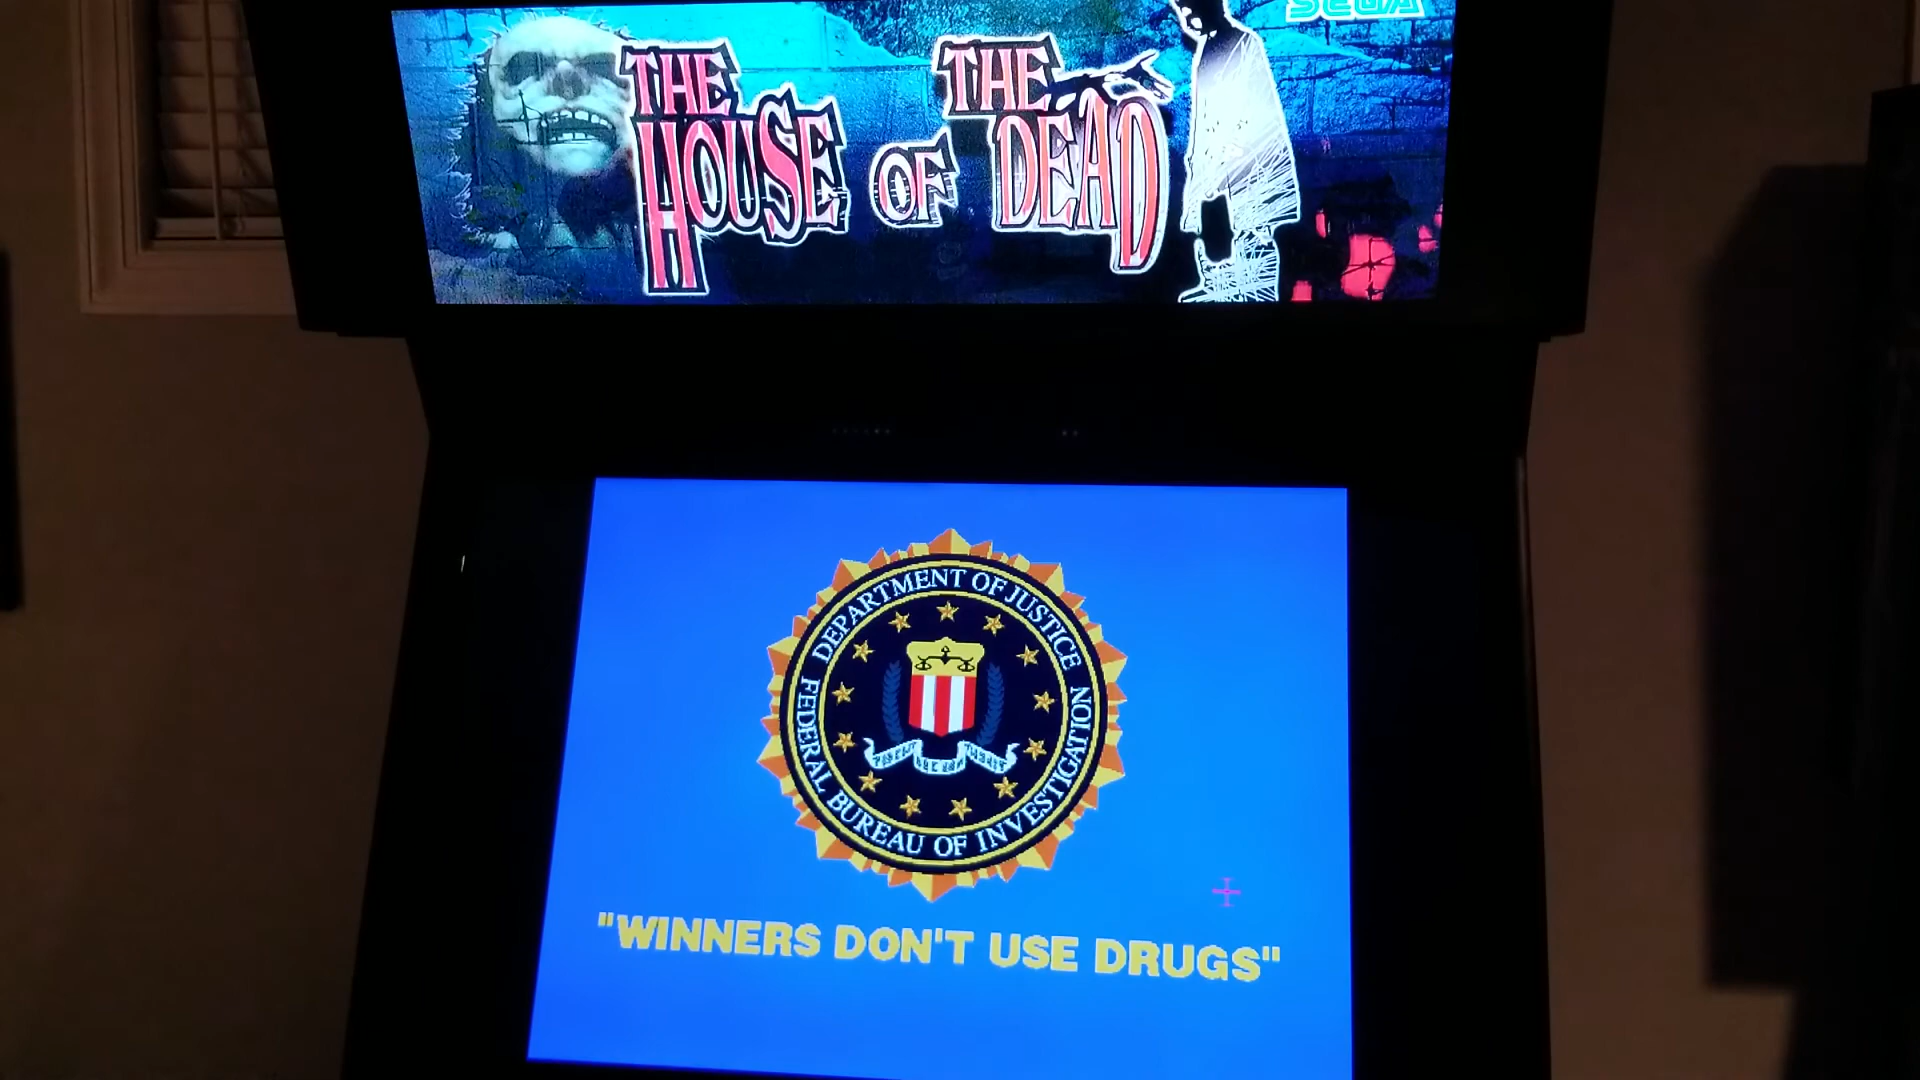 SEGA
THE HOUSE OF THE DEAD
DEPARTMENT OF JUSTICE
FEDERAL BUREAU OF INVESTIGATION
"WINNERS DON'T USE DRUGS"